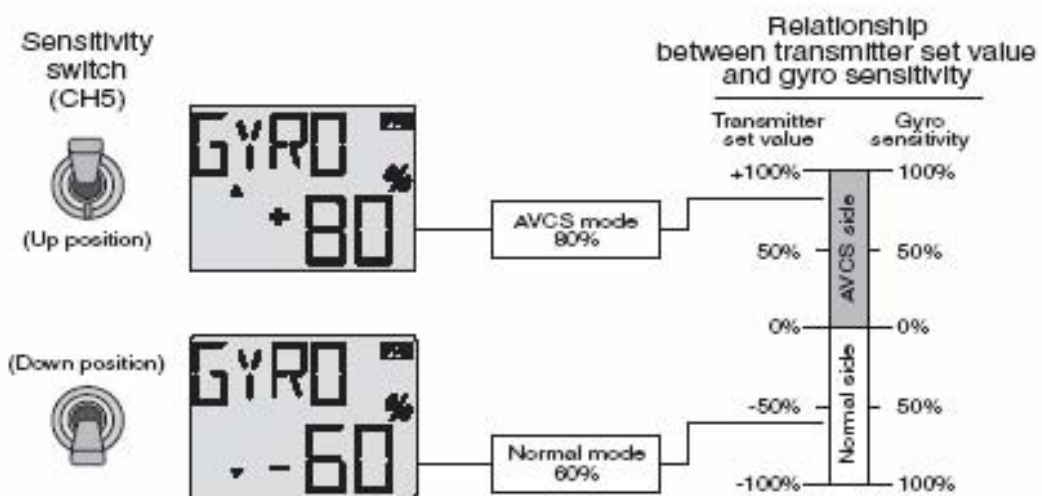 Sensitivity
switch
(CH5)
(Up position)
GYRO
%
+80
AVCS mode
80%
(Down position)
GYRO
%
-60
Normal mode
60%
Relationship
between transmitter set value
and gyro sensitivity
Transmitter
set value
Gyro
sensitivity
+100%
100%
50%
50%
0%
0%
-50%
50%
-100%
100%
AVCS side
Normal side